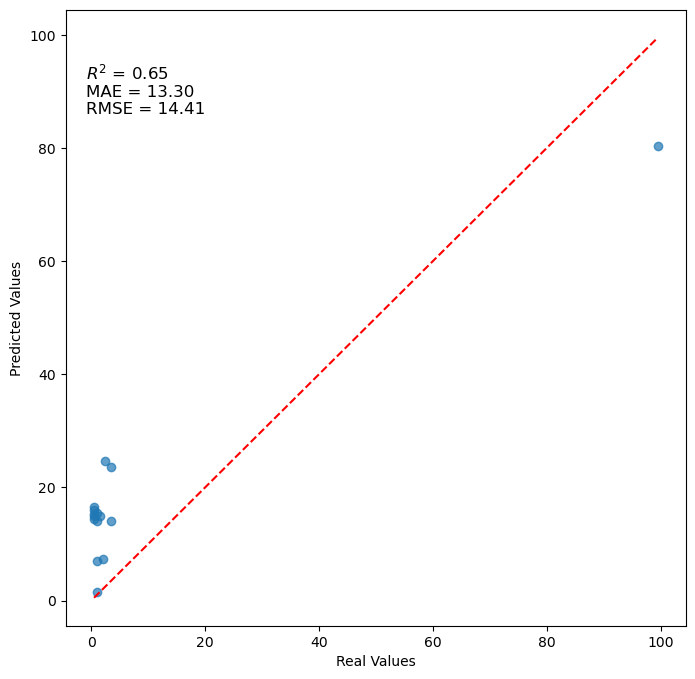 100
80
60
40
20
0
R² = 0.65
MAE = 13.30
RMSE = 14.41
Predicted Values
0 20 40 60 80 100
Real Values